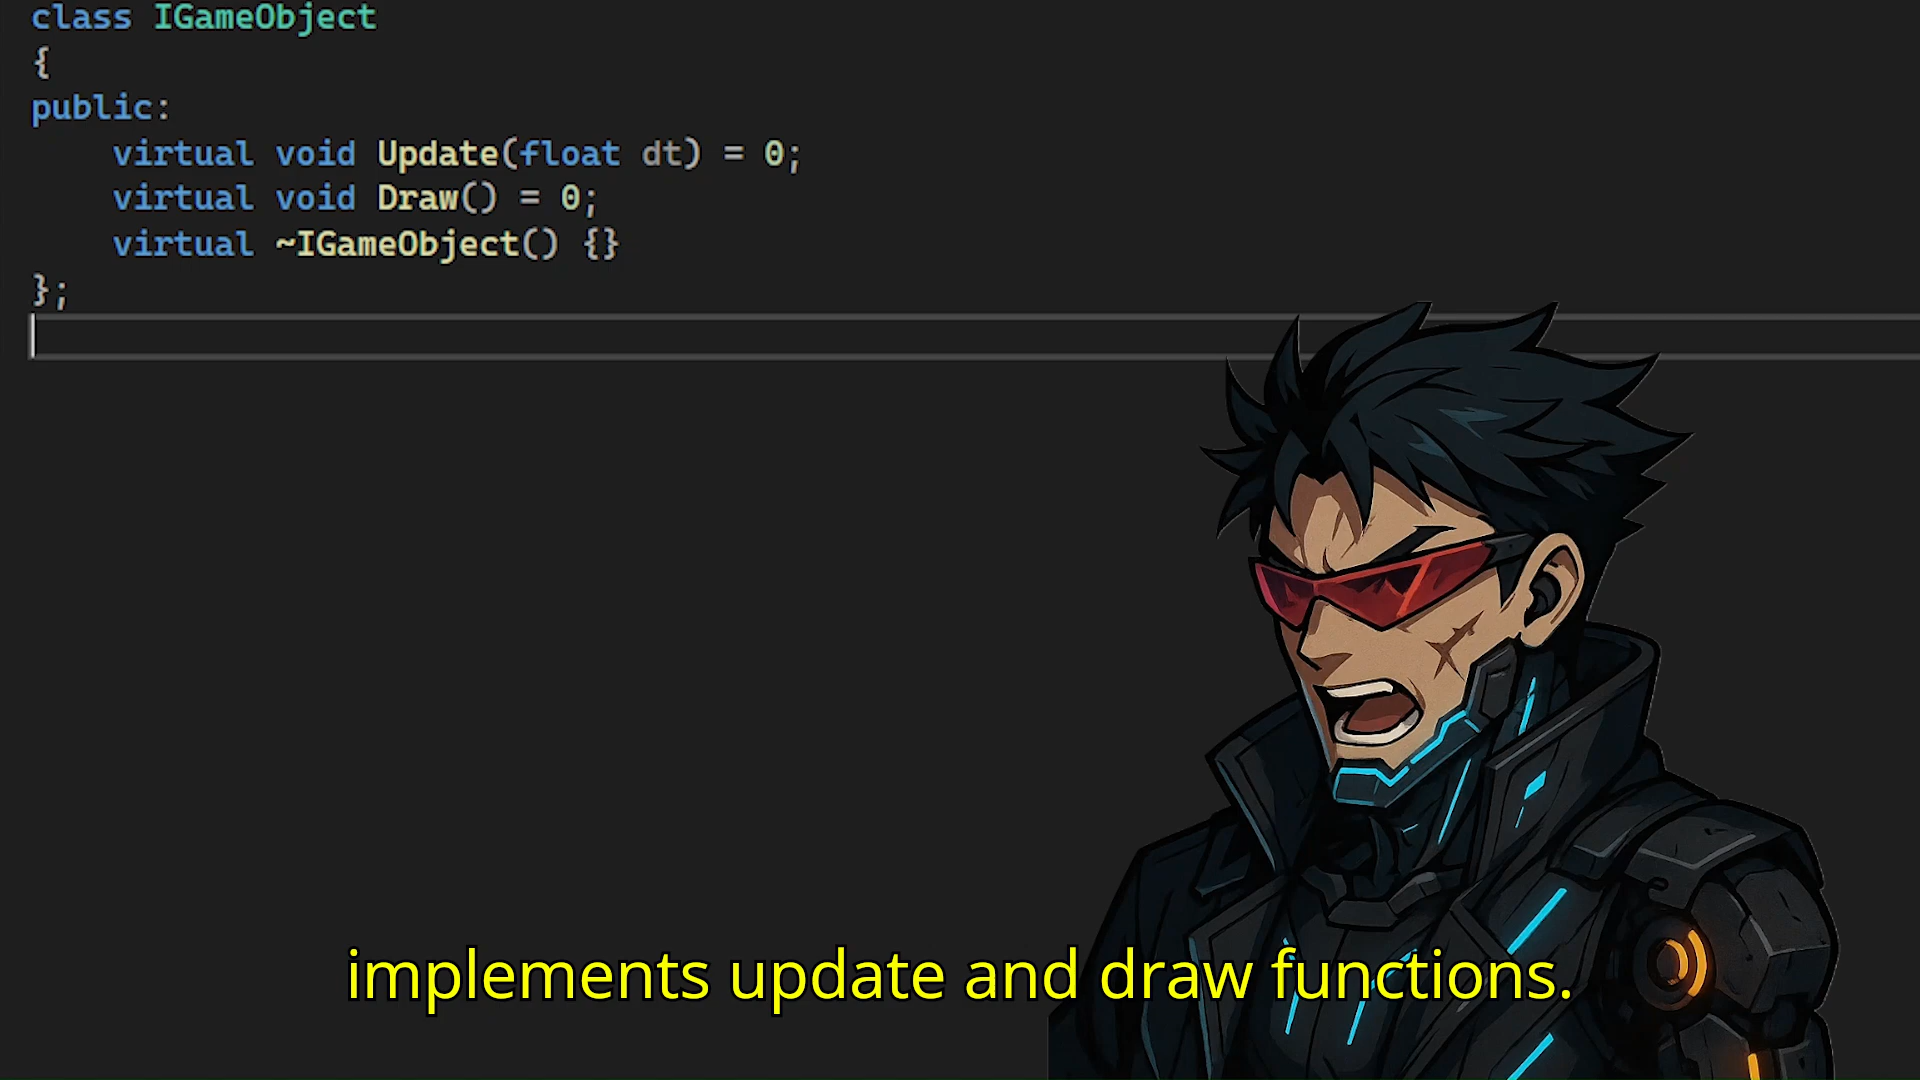 class IGameObject
{
public:
    virtual void Update(float dt) = 0;
    virtual void Draw() = 0;
    virtual ~IGameObject() {}
};
implements update and draw functions.